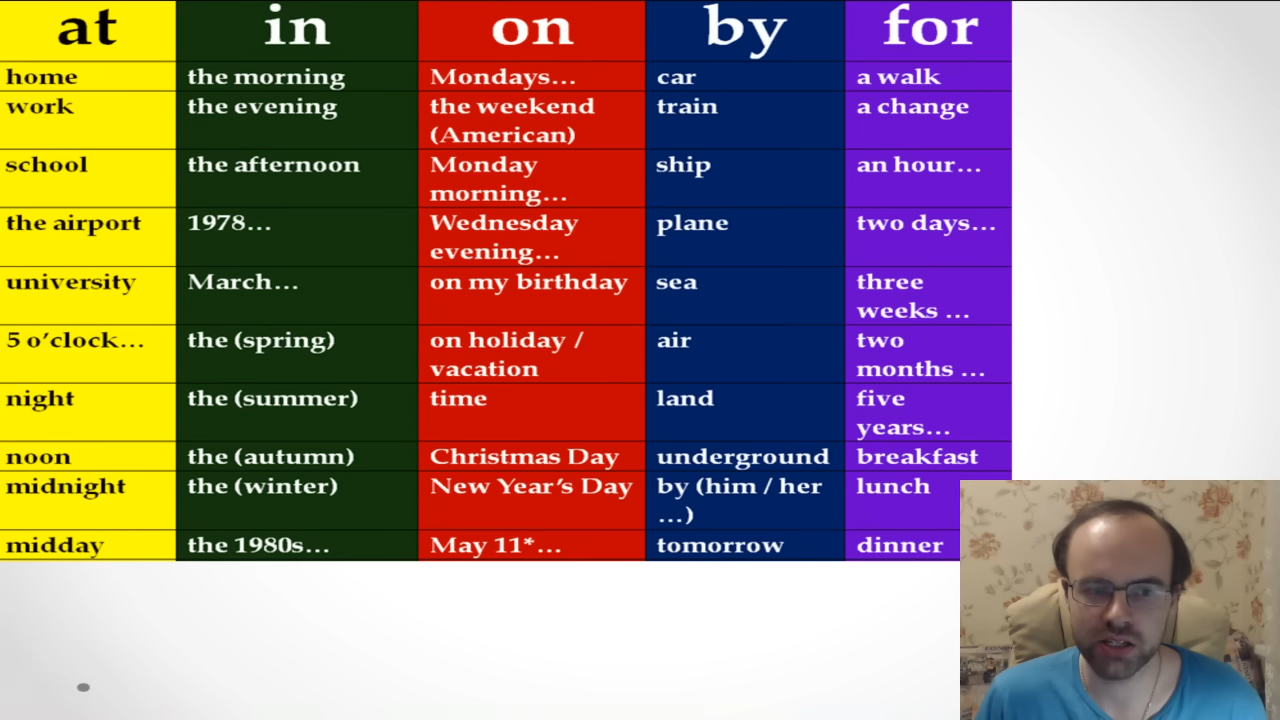 at in on by for
home the morning Mondays… car a walk
work the evening the weekend train a change
(American)
school the afternoon Monday ship an hour…
morning…
the airport 1978… Wednesday plane two days…
evening…
university March… on my birthday sea three
weeks …
5 o’clock… the (spring) on holiday / air two
vacation months …
night the (summer) time land five
years…
noon the (autumn) Christmas Day underground breakfast
midnight the (winter) New Year’s Day by (him / her lunch
…)
midday the 1980s… May 11*… tomorrow dinner